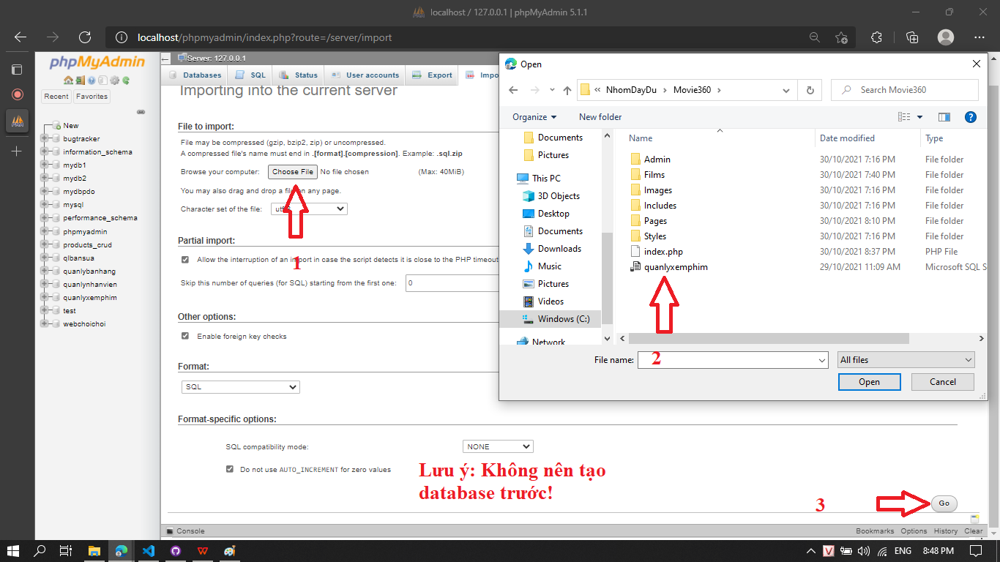 localhost / 127.0.0.1 | phpMyAdmin 5.1.1
localhost/phpmyadmin/index.php?route=/server/import
phpMyAdmin
Recent Favorites
New
bugtracker
information_schema
mydb1
mydb2
mydbpdo
mysql
performance_schema
phpmyadmin
products_crud
qlbansua
quanlybanhang
quanlynhanvien
quanlyxemphim
test
webchoichoi
Server: 127.0.0.1
Databases SQL Status User accounts Export Impo
Importing into the current server
File to import:
File may be compressed (gzip, bzip2, zip) or uncompressed.
A compressed file's name must end in .[format].[compression]. Example: .sql.zip
Browse your computer: Choose File No file chosen (Max: 40MiB)
You may also drag and drop a file on any page.
Character set of the file:
1
Partial import:
Allow the interruption of an import in case the script detects it is close to the PHP timeout
Skip this number of queries (for SQL) starting from the first one: 0
Other options:
Enable foreign key checks
Format:
SQL
Format-specific options:
SQL compatibility mode: NONE
Do not use AUTO_INCREMENT for zero values
Lưu ý: Không nên tạo
database trước!
3
Go
Console
Bookmarks Options History Clear
Open
« NhomDayDu › Movie360 ›
Search Movie360
Organize New folder
Documents
Pictures
This PC
3D Objects
Desktop
Documents
Downloads
Music
Pictures
Videos
Windows (C:)
Network
Name Date modified Type
Admin 30/10/2021 7:16 PM File folder
Films 30/10/2021 7:40 PM File folder
Images 30/10/2021 7:16 PM File folder
Includes 30/10/2021 7:16 PM File folder
Pages 30/10/2021 8:10 PM File folder
Styles 30/10/2021 7:16 PM File folder
index.php 30/10/2021 8:37 PM PHP File
quanlyxemphim 29/10/2021 11:09 AM Microsoft SQL S
File name: 2
All files
Open Cancel
ENG 8:48 PM